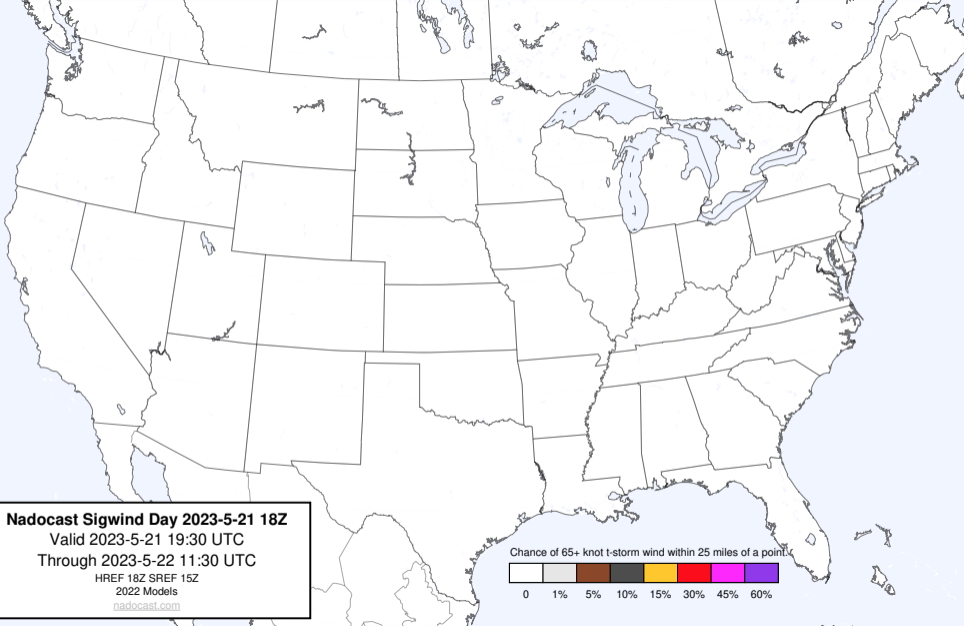 Nadocast Sigwind Day 2023-5-21 18Z
Valid 2023-5-21 19:30 UTC
Through 2023-5-22 11:30 UTC
HREF 18Z SREF 15Z
2022 Models
nadocast.com
Chance of 65+ knot t-storm wind within 25 miles of a point.
0 1% 5% 10% 15% 30% 45% 60%